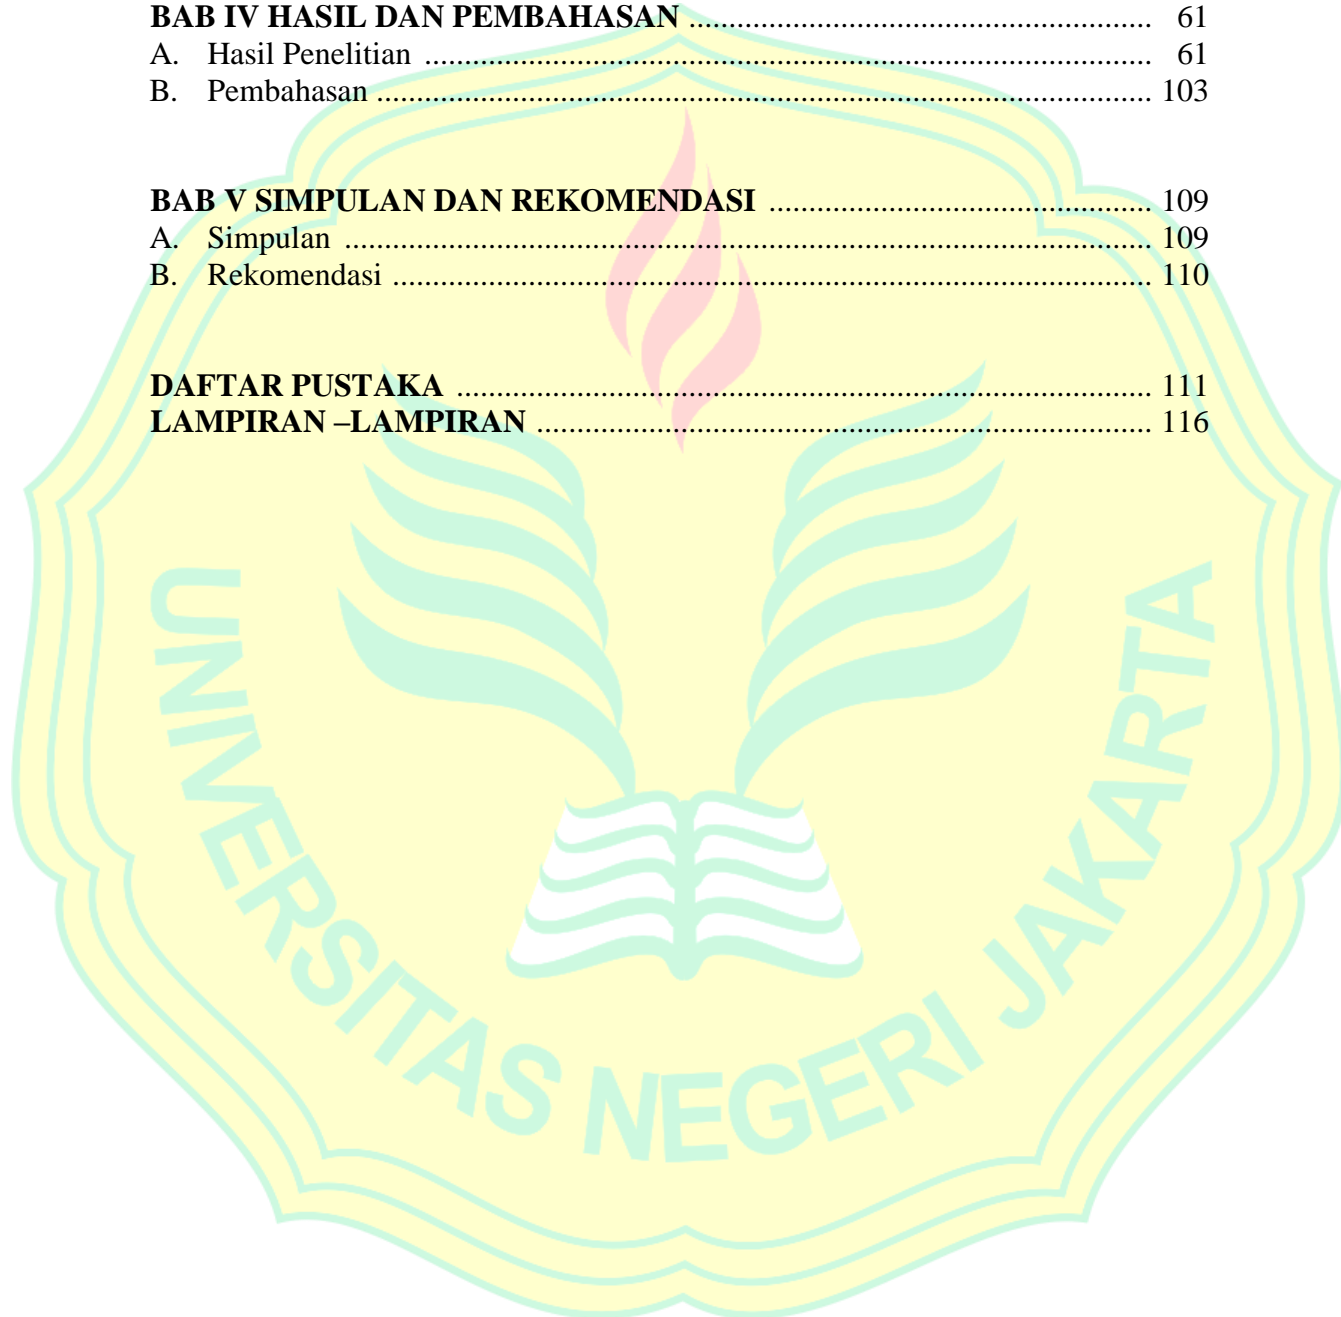 BAB IV HASIL DAN PEMBAHASAN ........................................................... 61
A. Hasil Penelitian ............................................................................................ 61
B. Pembahasan .................................................................................................. 103
BAB V SIMPULAN DAN REKOMENDASI ................................................ 109
A. Simpulan ...................................................................................................... 109
B. Rekomendasi ................................................................................................ 110
DAFTAR PUSTAKA ........................................................................................ 111
LAMPIRAN –LAMPIRAN .............................................................................. 116
UNIVERSITAS NEGERI JAKARTA